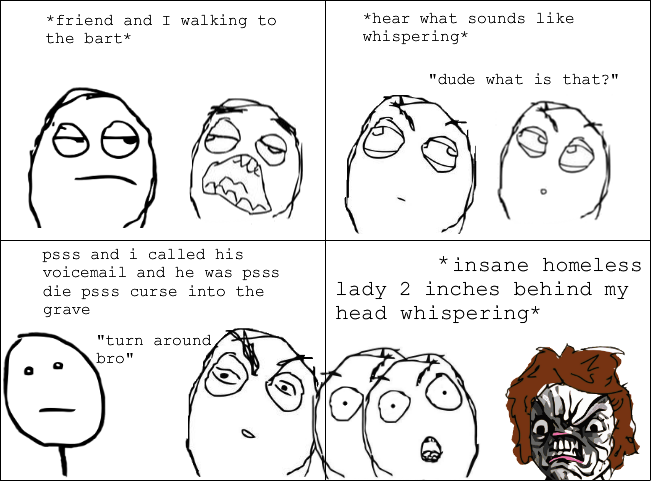 *friend and I walking to
the bart*
*hear what sounds like
whispering*
"dude what is that?"
psss and i called his
voicemail and he was psss
die psss curse into the
grave
"turn around
bro"
*insane homeless
lady 2 inches behind my
head whispering*